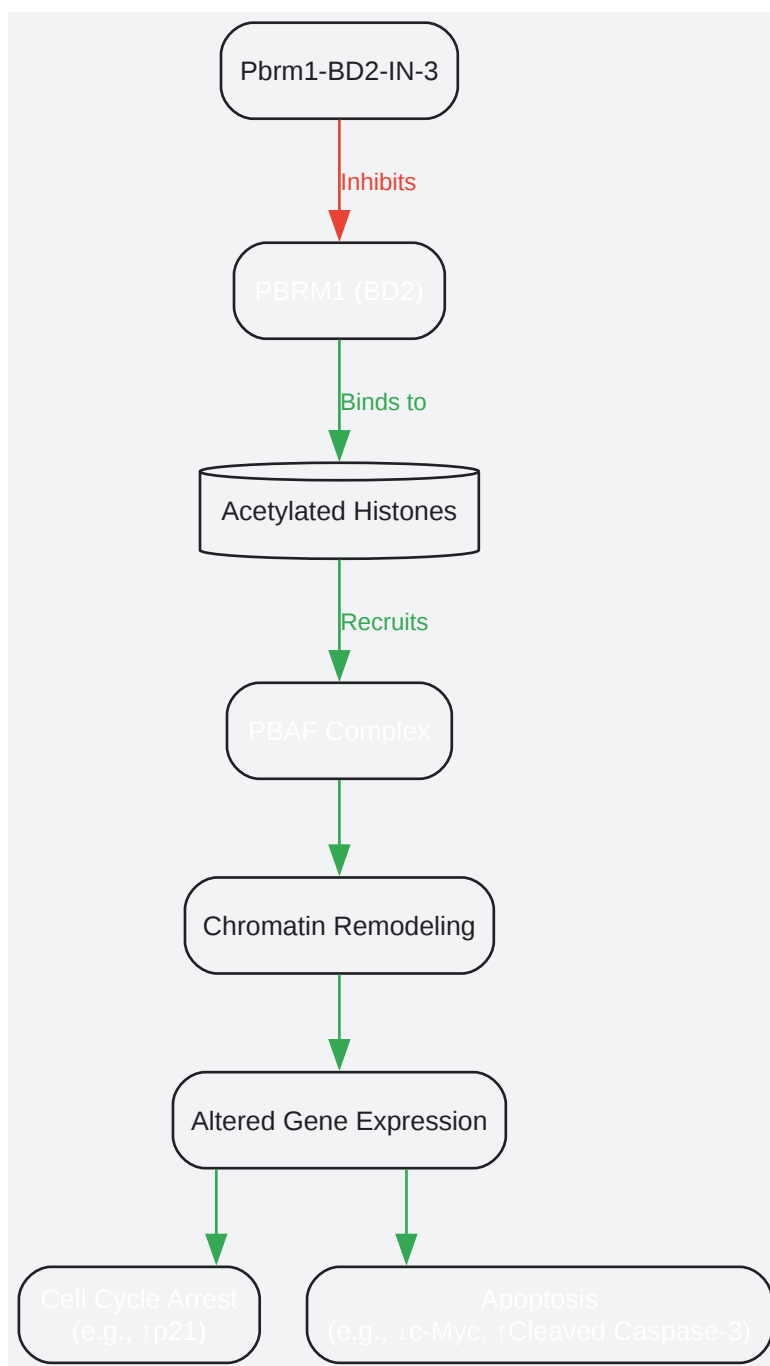 Pbrm1-BD2-IN-3
Inhibits
PBRM1 (BD2)
Binds to
Acetylated Histones
Recruits
PBAF Complex
Chromatin Remodeling
Altered Gene Expression
Cell Cycle Arrest
(e.g., ↑p21)
Apoptosis
(e.g., ↓c-Myc, ↑Cleaved Caspase-3)